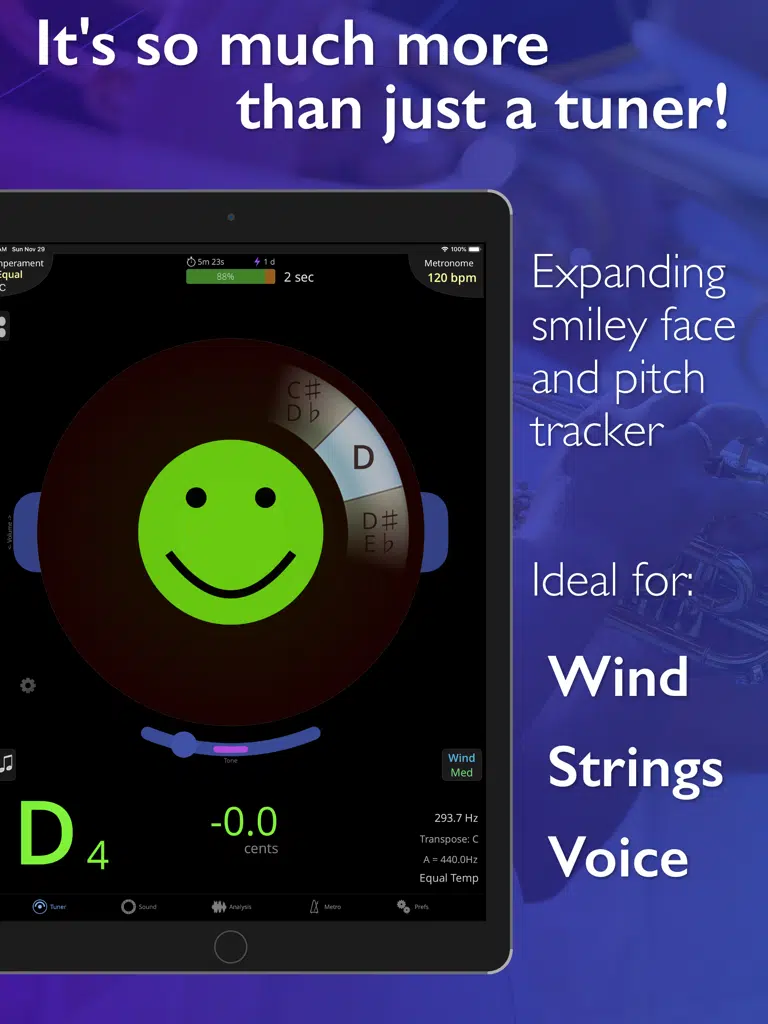 It's so much more
than just a tuner!
AM Sun Nov 29
100%
mperament
Equal
C
5m 23s
1 d
88%
2 sec
Metronome
120 bpm
Expanding
smiley face
and pitch
tracker
C♯
D♭
D
D♯
E♭
< Volume >
Ideal for:
Wind
Strings
Voice
Tone
Wind
Med
D4
-0.0
cents
293.7 Hz
Transpose: C
A = 440.0Hz
Equal Temp
Tuner
Sound
Analysis
Metro
Prefs